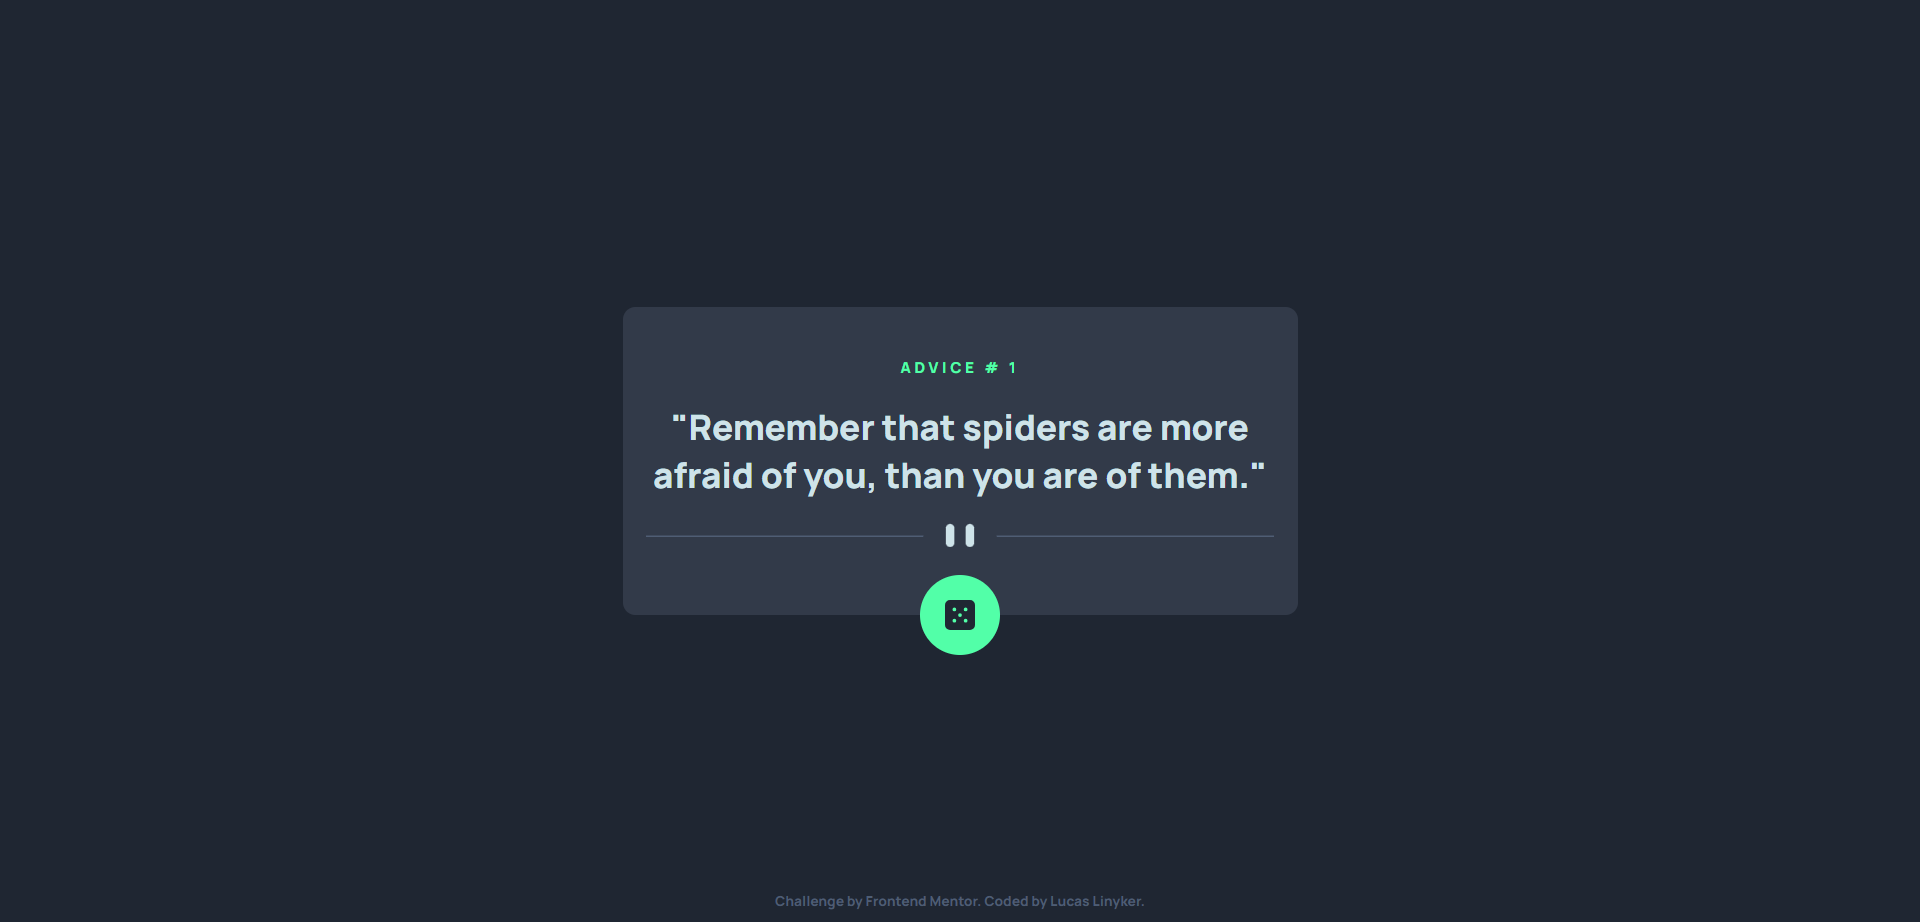 ADVICE # 1
"Remember that spiders are more
afraid of you, than you are of them."
Challenge by Frontend Mentor. Coded by Lucas Linyker.